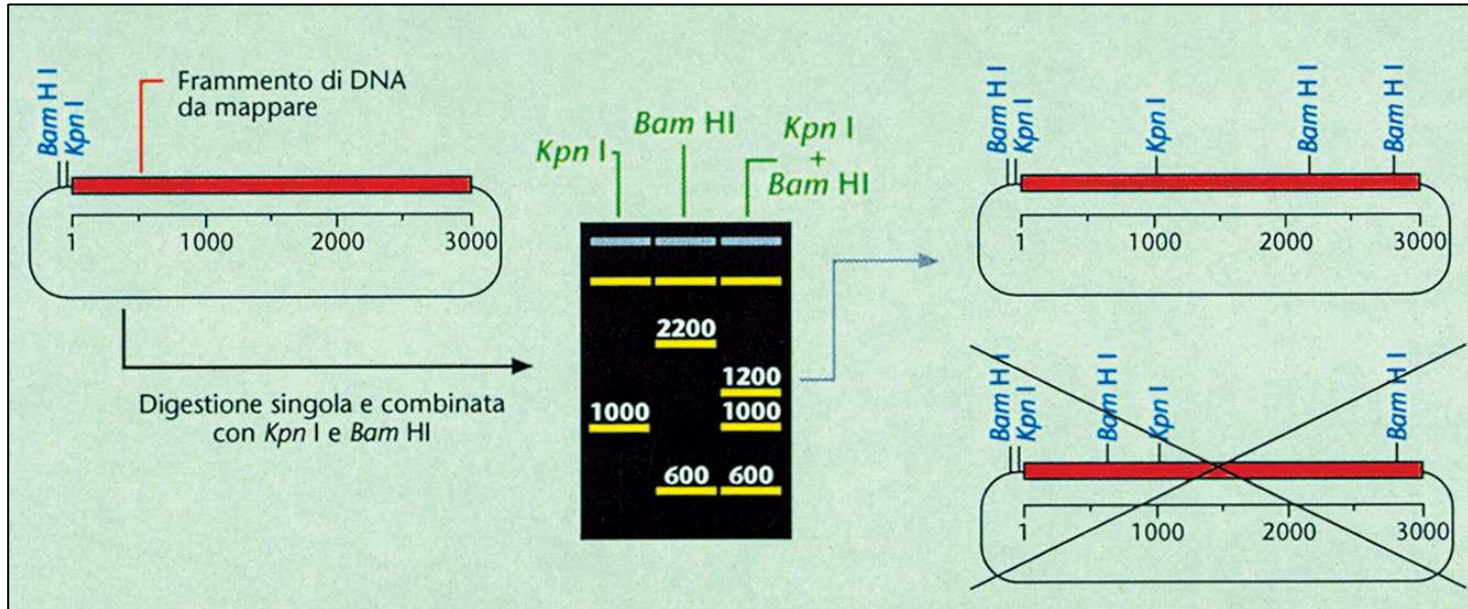 Bam H I
Kpn I
Frammento di DNA
da mappare
1
1000
2000
3000
Digestione singola e combinata
con Kpn I e Bam HI
Kpn I
Bam HI
Kpn I
+
Bam HI
2200
1200
1000
1000
600
600
Bam H I
Kpn I
Kpn I
Bam H I
Bam H I
1
1000
2000
3000
Bam H I
Kpn I
Bam H I
Kpn I
Bam H I
1
1000
2000
3000